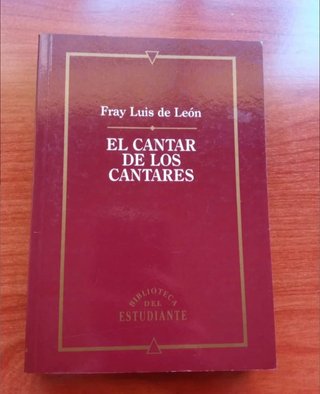 Fray Luis de León
EL CANTAR
DE LOS
CANTARES
BIBLIOTECA
DEL
ESTUDIANTE